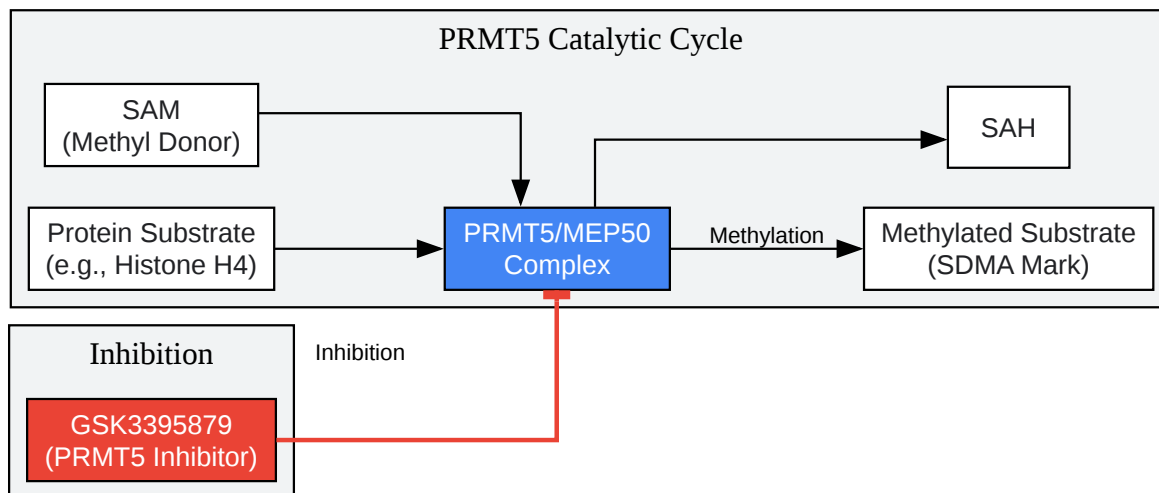 PRMT5 Catalytic Cycle
SAM
(Methyl Donor)
SAH
Protein Substrate
(e.g., Histone H4)
PRMT5/MEP50
Complex
Methylation
Methylated Substrate
(SDMA Mark)
Inhibition
Inhibition
GSK3395879
(PRMT5 Inhibitor)